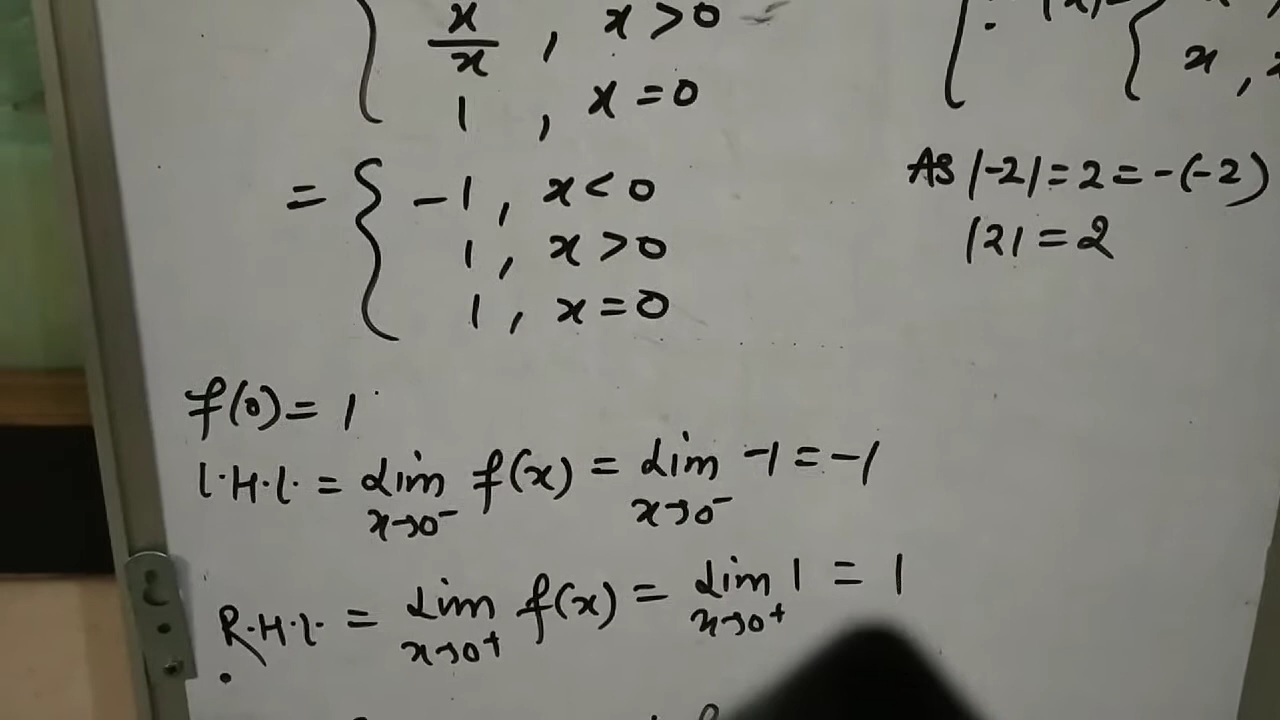 x/x , x > 0
1 , x = 0
x ,
As |-2| = 2 = -(-2)
|2| = 2
= { -1 , x < 0
1 , x > 0
1 , x = 0
f(0) = 1
L.H.L. = Lim x→0⁻ f(x) = Lim x→0⁻ -1 = -1
R.H.L. = Lim x→0⁺ f(x) = Lim x→0⁺ 1 = 1